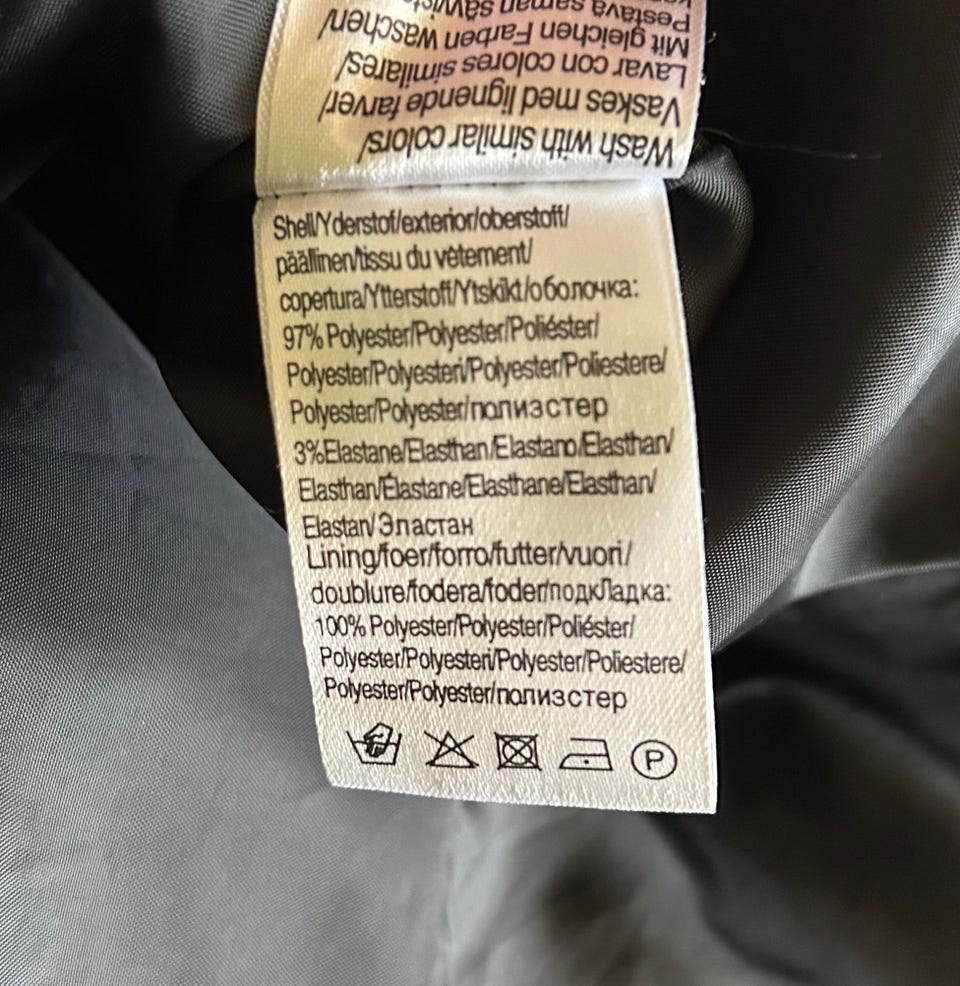 Pestävä saman
Mit gleichen Farben waschen/
Lavar con colores similares/
Vaskes med lignende farver/
Wash with similar colors/
Shell/Yderstof/exterior/oberstoff/
päällinen/tissu du vêtement/
copertura/Ytterstoff/Ytskikt/оболочка:
97% Polyester/Polyester/Poliéster/
Polyester/Polyesteri/Polyester/Poliestere/
Polyester/Polyester/полиэстер
3%Elastane/Elasthan/Elastano/Elasthan/
Elasthan/Élastane/Elasthane/Elasthan/
Elastan/Эластан
Lining/foer/forro/futter/vuori/
doublure/fodera/foder/подкладка:
100% Polyester/Polyester/Poliéster/
Polyester/Polyesteri/Polyester/Poliestere/
Polyester/Polyester/полиэстер
P